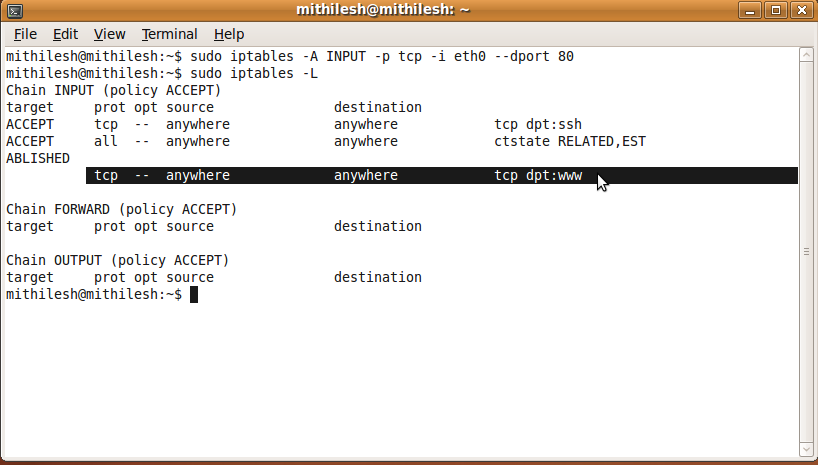 mithilesh@mithilesh: ~
File Edit View Terminal Help
mithilesh@mithilesh:~$ sudo iptables -A INPUT -p tcp -i eth0 --dport 80
mithilesh@mithilesh:~$ sudo iptables -L
Chain INPUT (policy ACCEPT)
target     prot opt source               destination
ACCEPT     tcp  --  anywhere             anywhere            tcp dpt:ssh
ACCEPT     all  --  anywhere             anywhere            ctstate RELATED,EST
ABLISHED
           tcp  --  anywhere             anywhere            tcp dpt:www
Chain FORWARD (policy ACCEPT)
target     prot opt source               destination
Chain OUTPUT (policy ACCEPT)
target     prot opt source               destination
mithilesh@mithilesh:~$